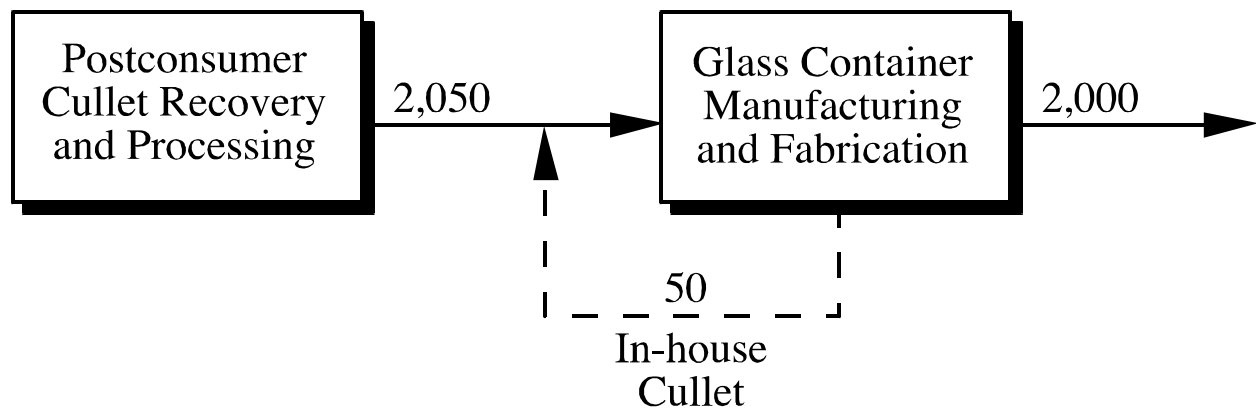 Postconsumer
Cullet Recovery
and Processing
2,050
Glass Container
Manufacturing
and Fabrication
2,000
50
In-house
Cullet